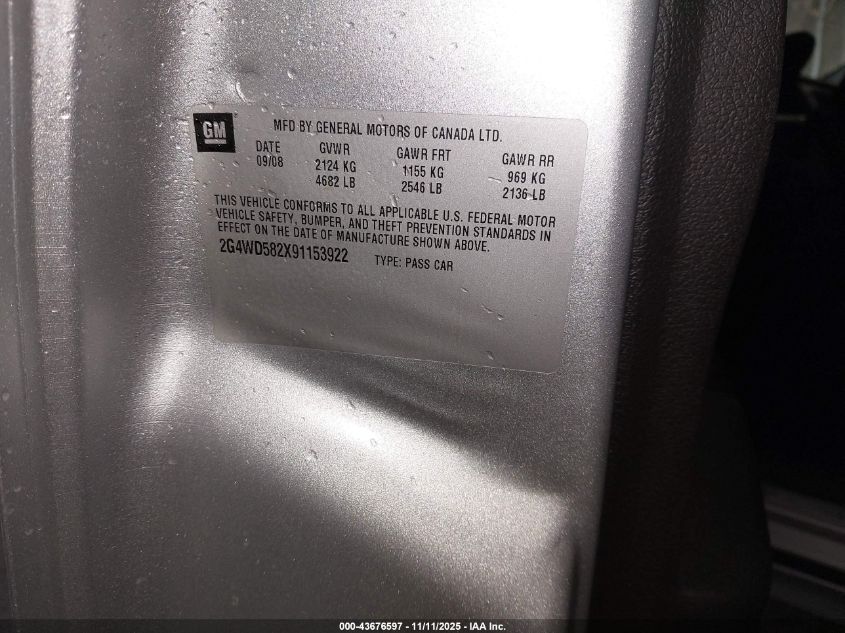 GM
MFD BY GENERAL MOTORS OF CANADA LTD.
DATE GVWR GAWR FRT GAWR RR
09/08 2124 KG 1155 KG 969 KG
4682 LB 2546 LB 2136 LB
THIS VEHICLE CONFORMS TO ALL APPLICABLE U.S. FEDERAL MOTOR
VEHICLE SAFETY, BUMPER, AND THEFT PREVENTION STANDARDS IN
EFFECT ON THE DATE OF MANUFACTURE SHOWN ABOVE.
2G4WD582X91153922 TYPE: PASS CAR
000-43676597 - 11/11/2025 - IAA Inc.